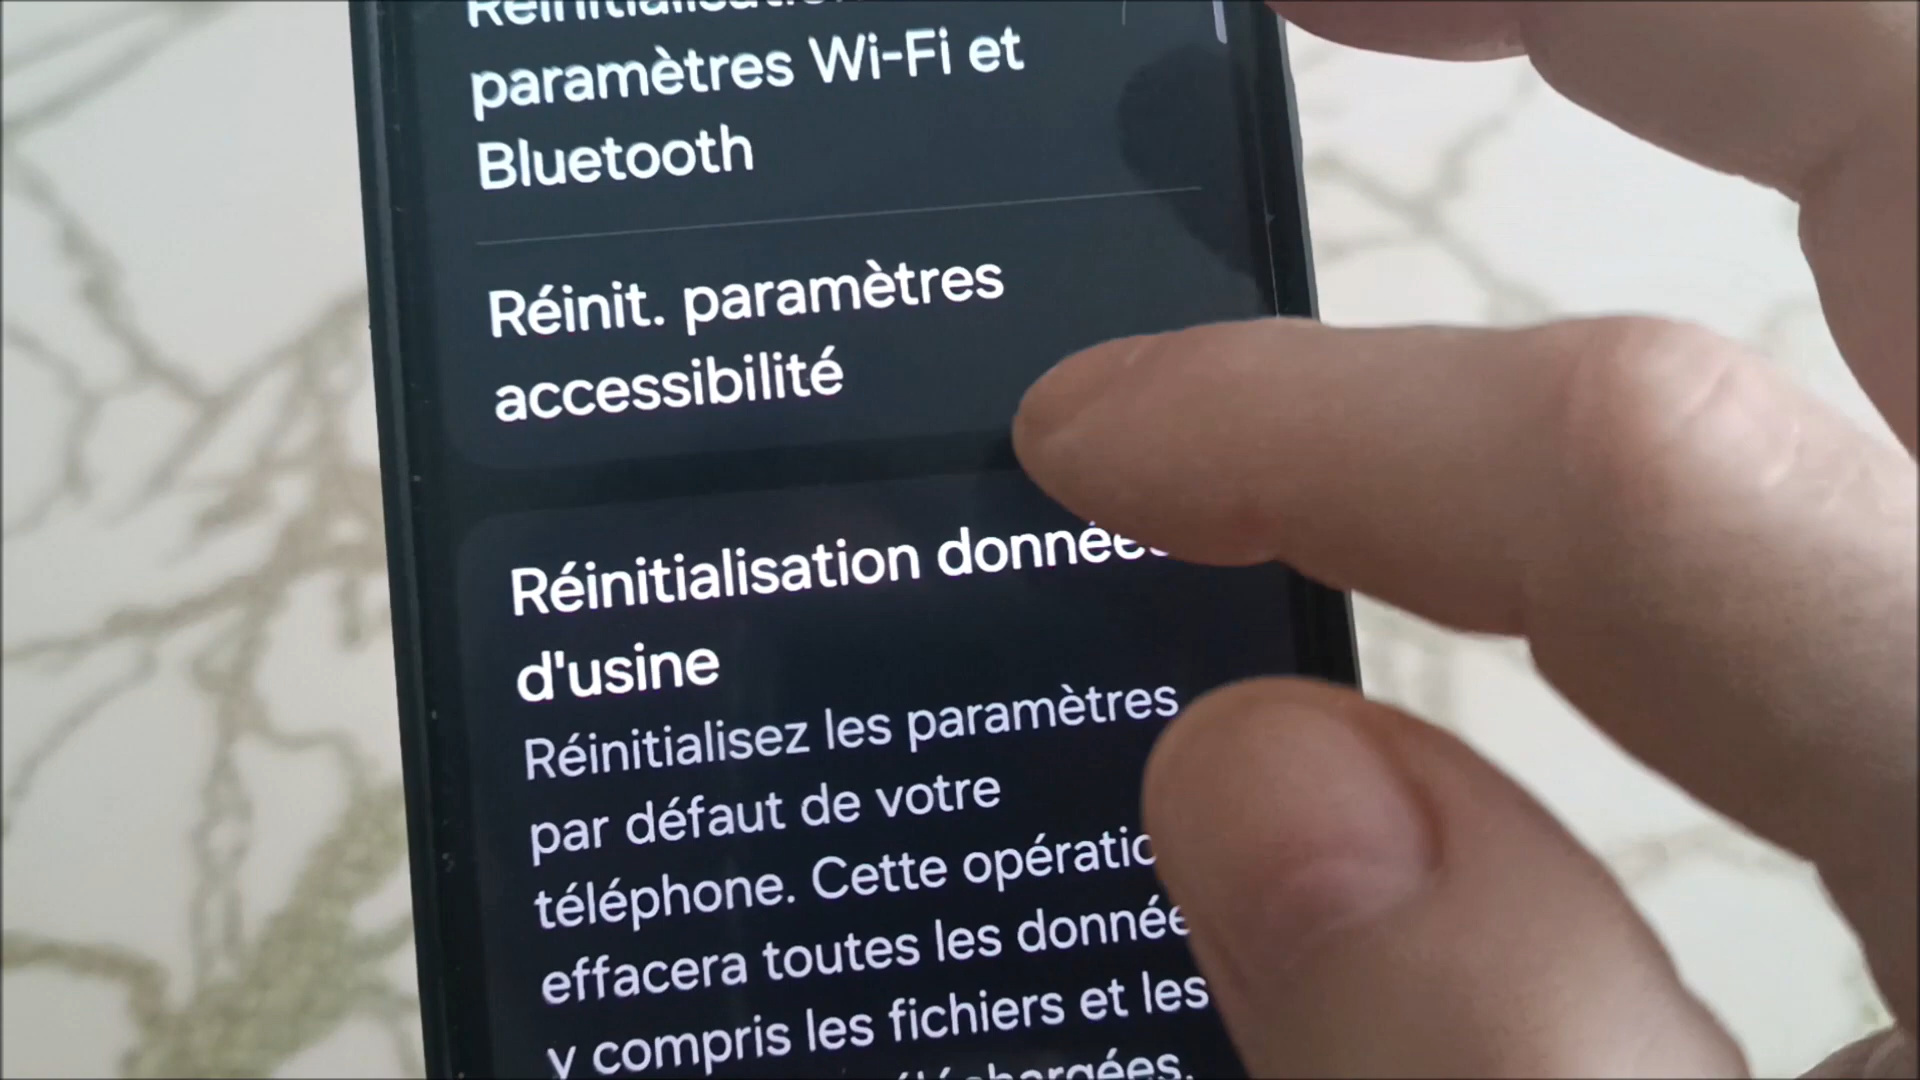 paramètres Wi-Fi et
Bluetooth
Réinit. paramètres
accessibilité
Réinitialisation
d'usine
Réinitialisez les paramètres
par défaut de votre
téléphone. Cette
effacera toutes les
y compris les fichiers et les